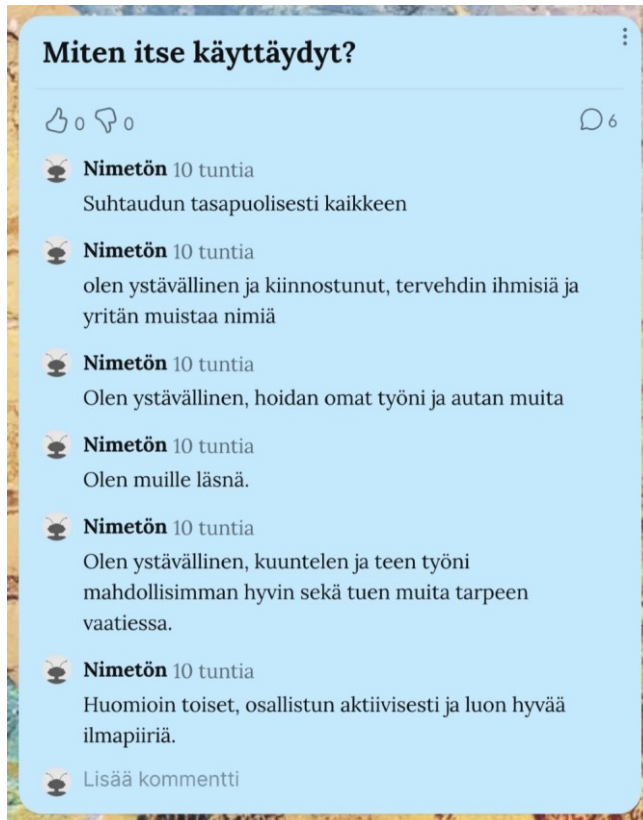 Miten itse käyttäydyt?
0 0 6
Nimetön 10 tuntia
Suhtaudun tasapuolisesti kaikkeen
Nimetön 10 tuntia
olen ystävällinen ja kiinnostunut, tervehdin ihmisiä ja
yritän muistaa nimiä
Nimetön 10 tuntia
Olen ystävällinen, hoidan omat työni ja autan muita
Nimetön 10 tuntia
Olen muille läsnä.
Nimetön 10 tuntia
Olen ystävällinen, kuuntelen ja teen työni
mahdollisimman hyvin sekä tuen muita tarpeen
vaatiessa.
Nimetön 10 tuntia
Huomioin toiset, osallistun aktiivisesti ja luon hyvää
ilmapiiriä.
Lisää kommentti